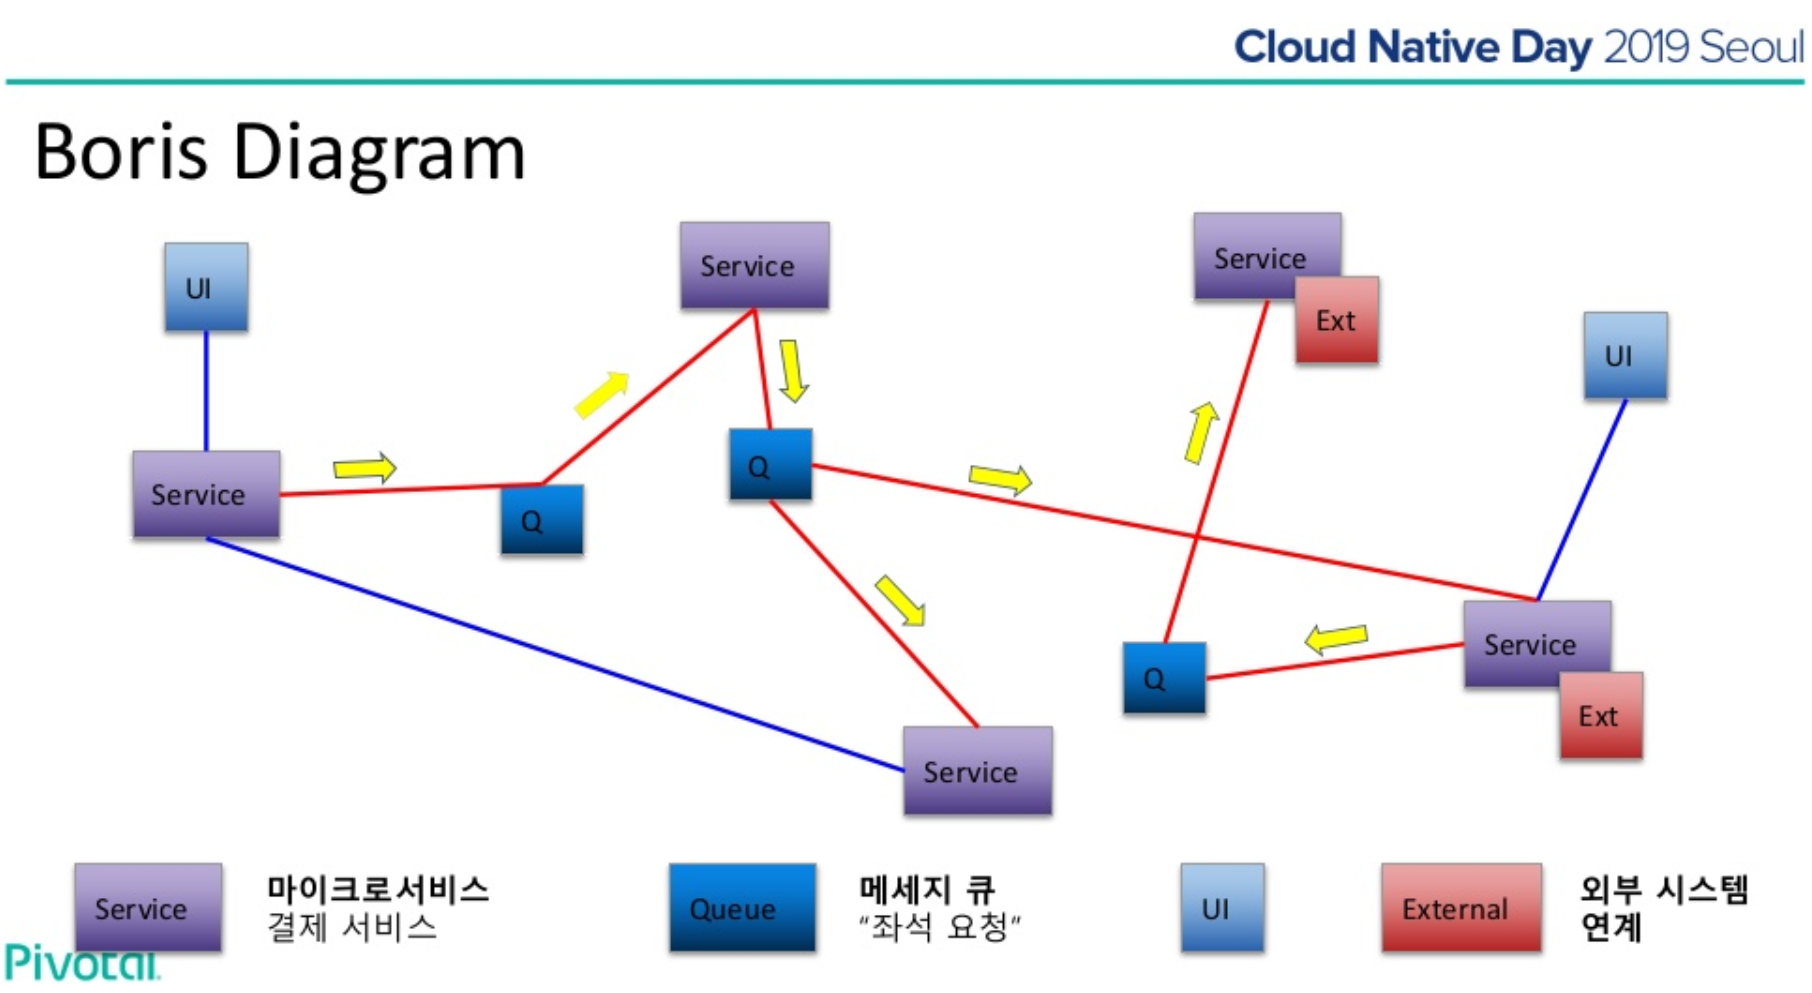 Cloud Native Day 2019 Seoul
Boris Diagram
UI
Service
Service
Ext
UI
Service
Q
Q
Service
Q
Service
Ext
Service
Service
마이크로서비스
결제 서비스
Queue
메세지 큐
“좌석 요청”
UI
External
외부 시스템
연계
Pivotal.